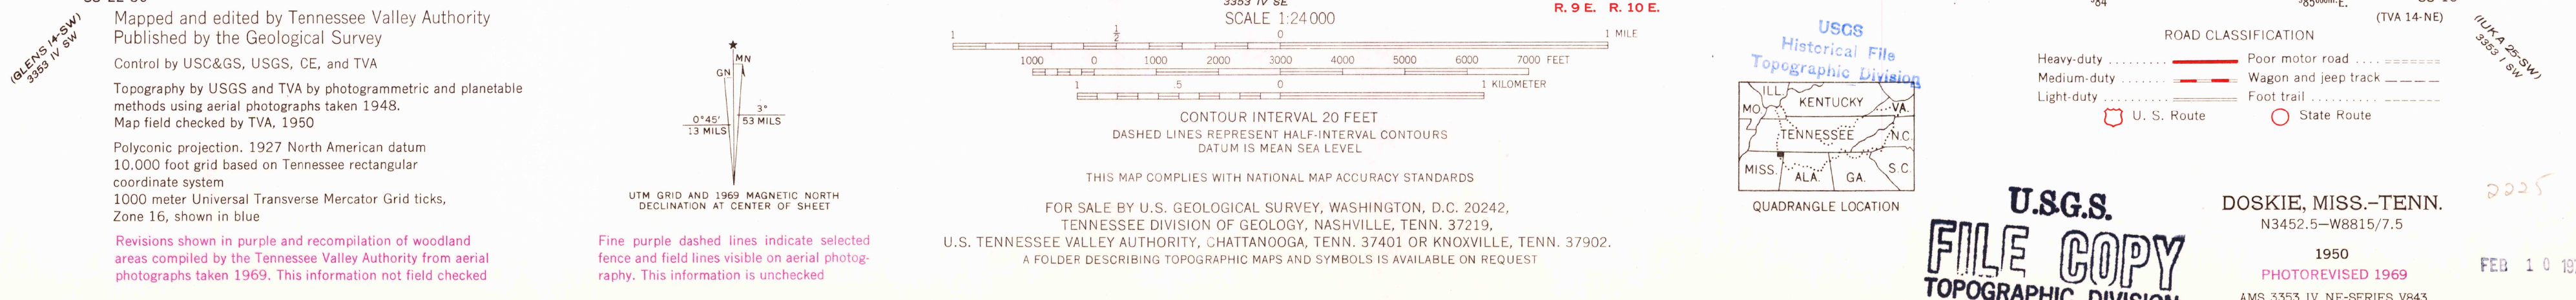 (GLENS 14-SW)
3353 IV SW
Mapped and edited by Tennessee Valley Authority
Published by the Geological Survey
Control by USC&GS, USGS, CE, and TVA
Topography by USGS and TVA by photogrammetric and planetable
methods using aerial photographs taken 1948.
Map field checked by TVA, 1950
Polyconic projection. 1927 North American datum
10,000 foot grid based on Tennessee rectangular
coordinate system
1000 meter Universal Transverse Mercator Grid ticks,
Zone 16, shown in blue
Revisions shown in purple and recompilation of woodland
areas compiled by the Tennessee Valley Authority from aerial
photographs taken 1969. This information not field checked
★
MN
GN
3°
53 MILS
0°45'
13 MILS
UTM GRID AND 1969 MAGNETIC NORTH
DECLINATION AT CENTER OF SHEET
Fine purple dashed lines indicate selected
fence and field lines visible on aerial photog-
raphy. This information is unchecked
3353 IV SE
SCALE 1:24 000
1 ½ 0 1 MILE
1000 0 1000 2000 3000 4000 5000 6000 7000 FEET
1 .5 0 1 KILOMETER
CONTOUR INTERVAL 20 FEET
DASHED LINES REPRESENT HALF-INTERVAL CONTOURS
DATUM IS MEAN SEA LEVEL
THIS MAP COMPLIES WITH NATIONAL MAP ACCURACY STANDARDS
FOR SALE BY U.S. GEOLOGICAL SURVEY, WASHINGTON, D.C. 20242,
TENNESSEE DIVISION OF GEOLOGY, NASHVILLE, TENN. 37219,
U.S. TENNESSEE VALLEY AUTHORITY, CHATTANOOGA, TENN. 37401 OR KNOXVILLE, TENN. 37902.
A FOLDER DESCRIBING TOPOGRAPHIC MAPS AND SYMBOLS IS AVAILABLE ON REQUEST
R. 9 E. R. 10 E.
USGS
Historical File
Topographic Division
ILL.
MO.
KENTUCKY
VA.
TENNESSEE
N.C.
MISS.
ALA.
GA.
S.C.
QUADRANGLE LOCATION
(TVA 14-NE)
(IUKA 25-SW)
3353 I SW
ROAD CLASSIFICATION
Heavy-duty Poor motor road
Medium-duty Wagon and jeep track
Light-duty Foot trail
U. S. Route State Route
U.S.G.S.
FILE COPY
TOPOGRAPHIC DIVISION
DOSKIE, MISS.–TENN.
N3452.5–W8815/7.5
1950
PHOTOREVISED 1969
AMS 3353 IV NE-SERIES V843
2225
FEB 10